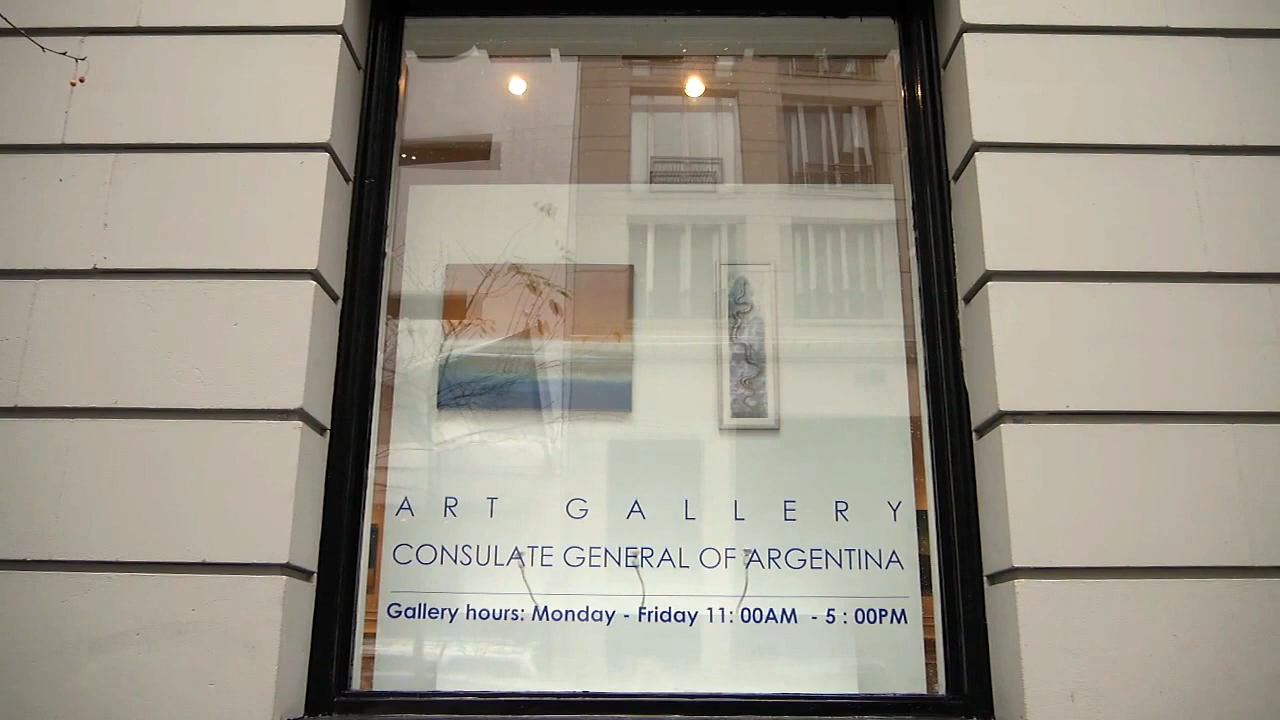 ART GALLERY
CONSULATE GENERAL OF ARGENTINA
Gallery hours: Monday - Friday 11: 00AM - 5 : 00PM